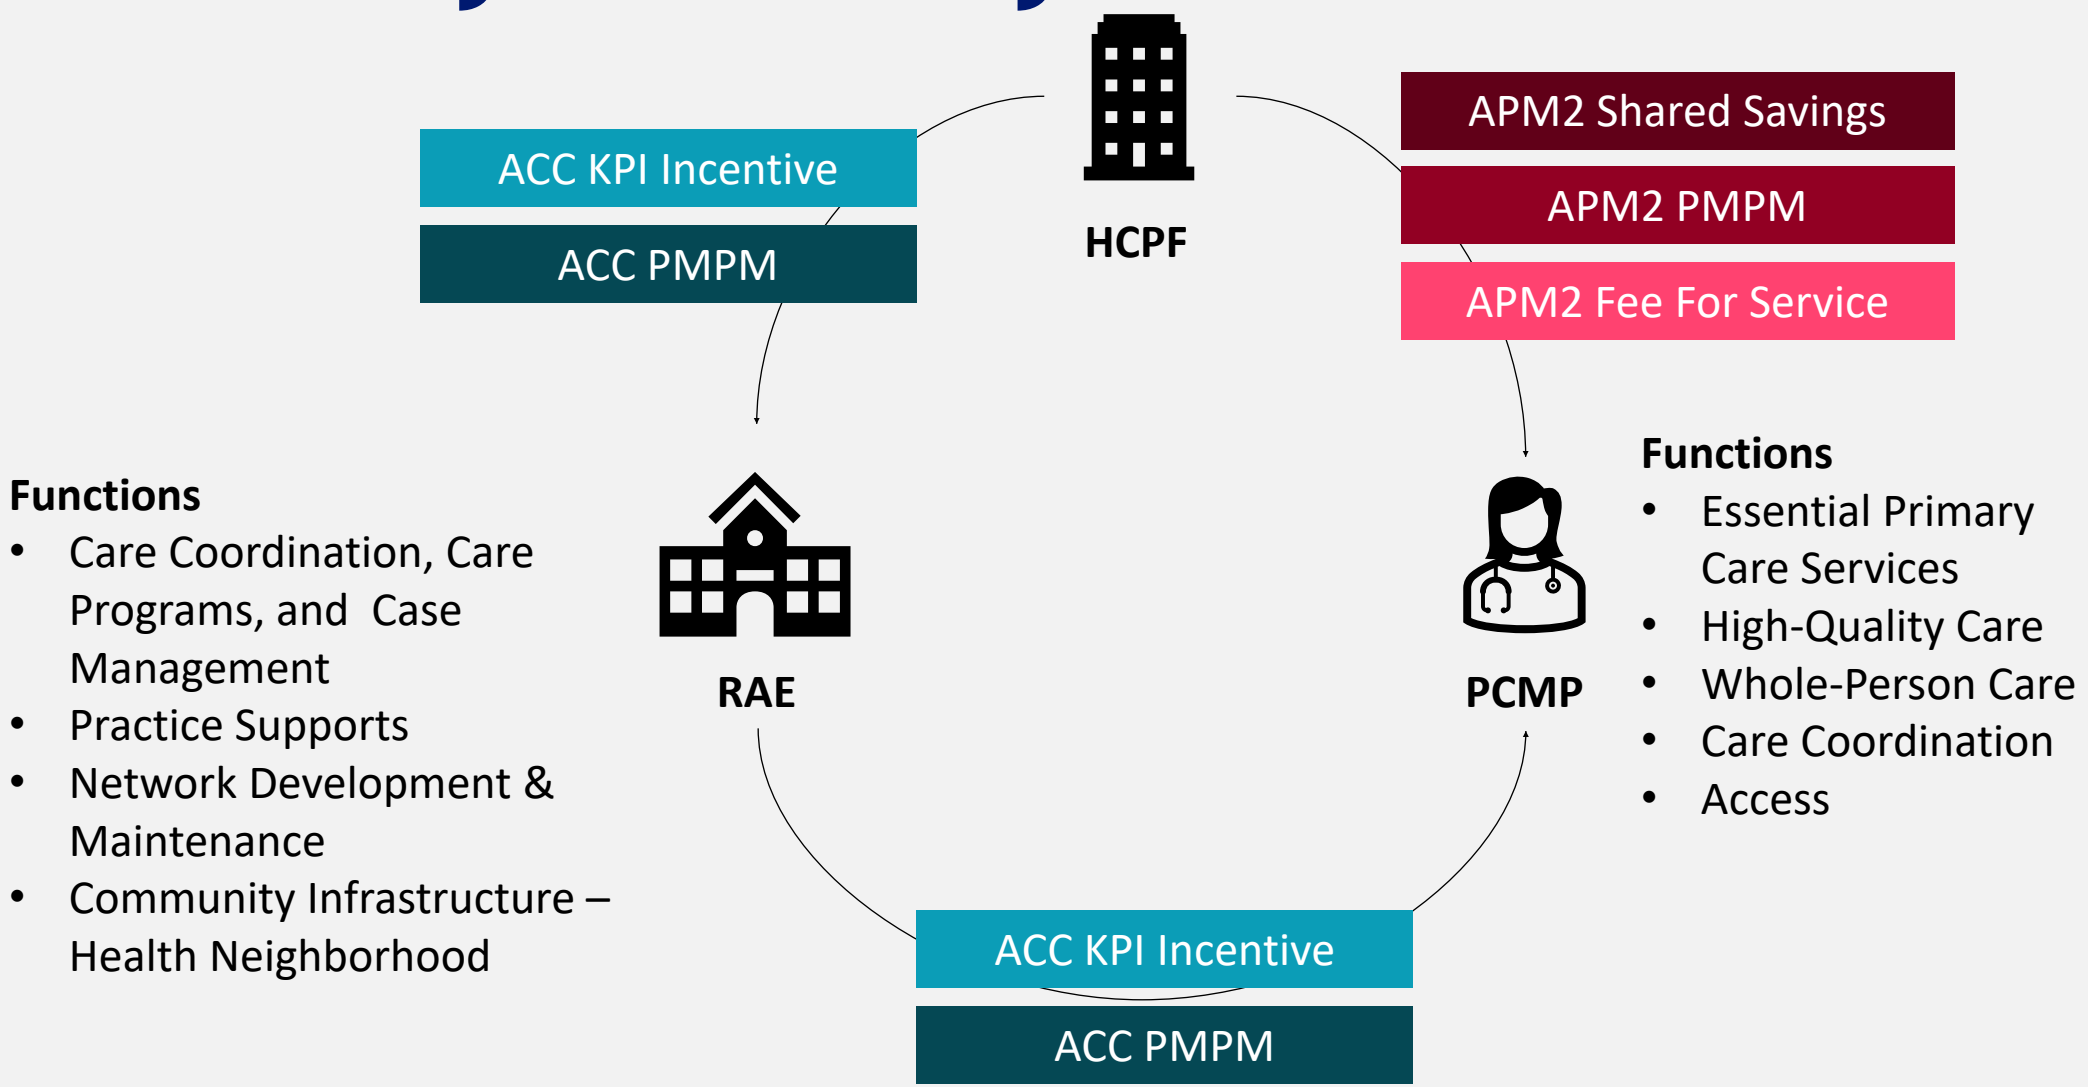 HCPF
ACC KPI Incentive
ACC PMPM
APM2 Shared Savings
APM2 PMPM
APM2 Fee For Service
Functions
• Care Coordination, Care
Programs, and Case
Management
• Practice Supports
• Network Development &
Maintenance
• Community Infrastructure –
Health Neighborhood
RAE
PCMP
Functions
• Essential Primary
Care Services
• High-Quality Care
• Whole-Person Care
• Care Coordination
• Access
ACC KPI Incentive
ACC PMPM